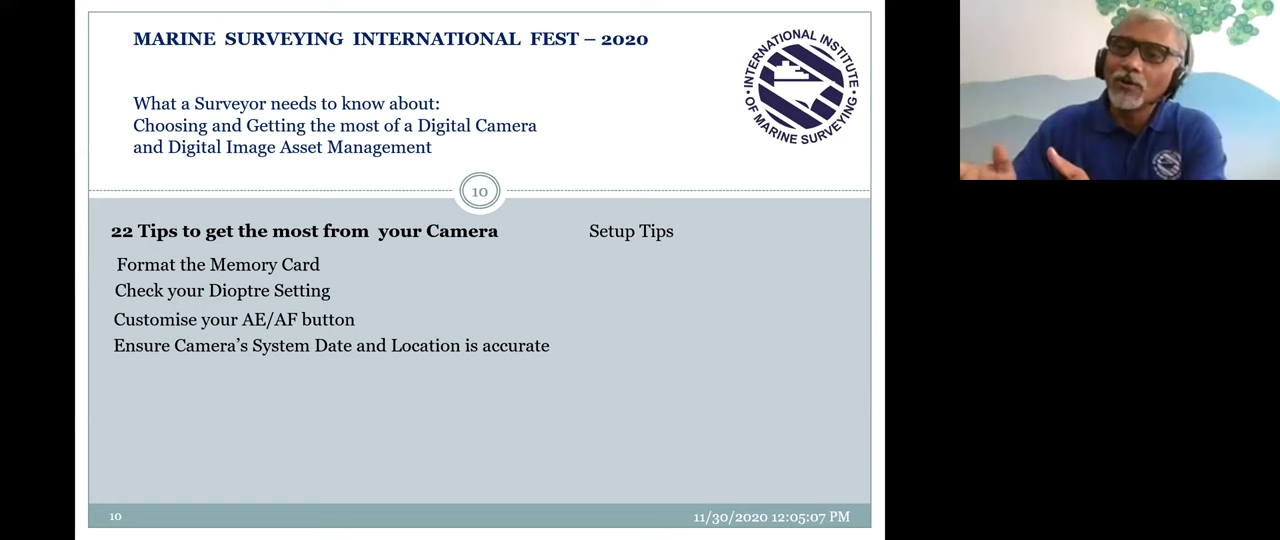 MARINE SURVEYING INTERNATIONAL FEST – 2020
INTERNATIONAL INSTITUTE
OF MARINE SURVEYING
What a Surveyor needs to know about:
Choosing and Getting the most of a Digital Camera
and Digital Image Asset Management
10
22 Tips to get the most from your Camera
Setup Tips
Format the Memory Card
Check your Dioptre Setting
Customise your AE/AF button
Ensure Camera’s System Date and Location is accurate
10
11/30/2020 12:05:07 PM